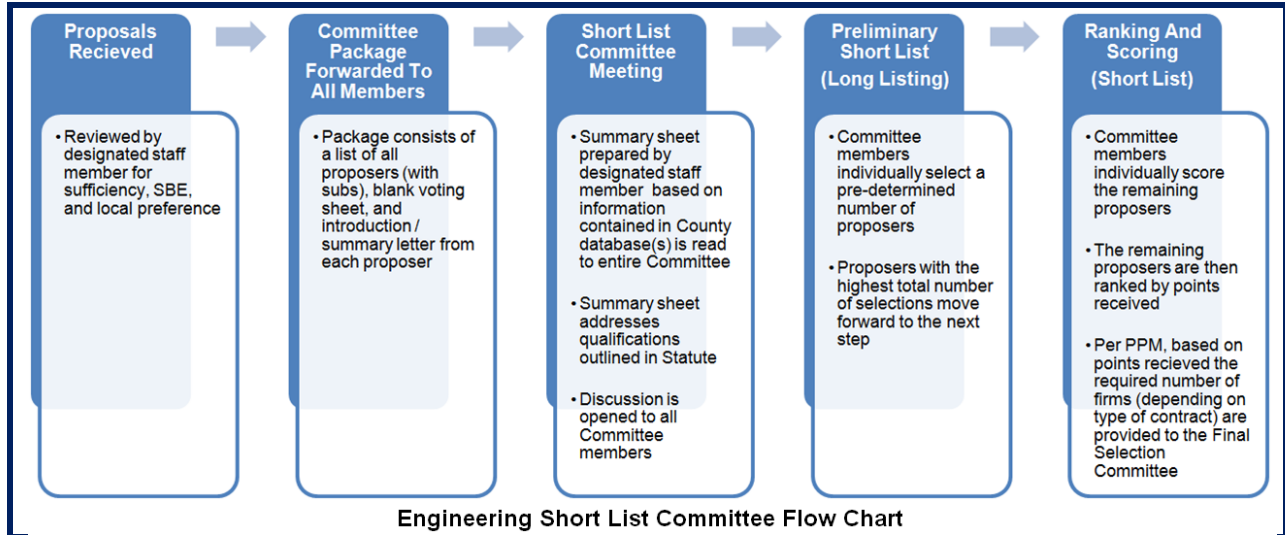 Proposals
Recieved
• Reviewed by
designated staff
member for
sufficiency, SBE,
and local preference
Committee
Package
Forwarded To
All Members
• Package consists of
a list of all
proposers (with
subs), blank voting
sheet, and
introduction /
summary letter from
each proposer
Short List
Committee
Meeting
• Summary sheet
prepared by
designated staff
member based on
information
contained in County
database(s) is read
to entire Committee
• Summary sheet
addresses
qualifications
outlined in Statute
• Discussion is
opened to all
Committee
members
Preliminary
Short List
(Long Listing)
• Committee
members
individually select a
pre-determined
number of
proposers
• Proposers with the
highest total number
of selections move
forward to the next
step
Ranking And
Scoring
(Short List)
• Committee
members
individually score
the remaining
proposers
• The remaining
proposers are then
ranked by points
received
• Per PPM, based on
points recieved the
required number of
firms (depending on
type of contract) are
provided to the Final
Selection
Committee
Engineering Short List Committee Flow Chart